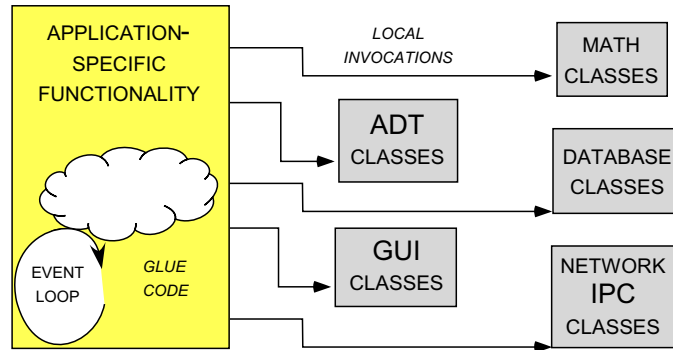 APPLICATION-
SPECIFIC
FUNCTIONALITY
EVENT
LOOP
GLUE
CODE
LOCAL
INVOCATIONS
MATH
CLASSES
ADT
CLASSES
DATABASE
CLASSES
GUI
CLASSES
NETWORK
IPC
CLASSES